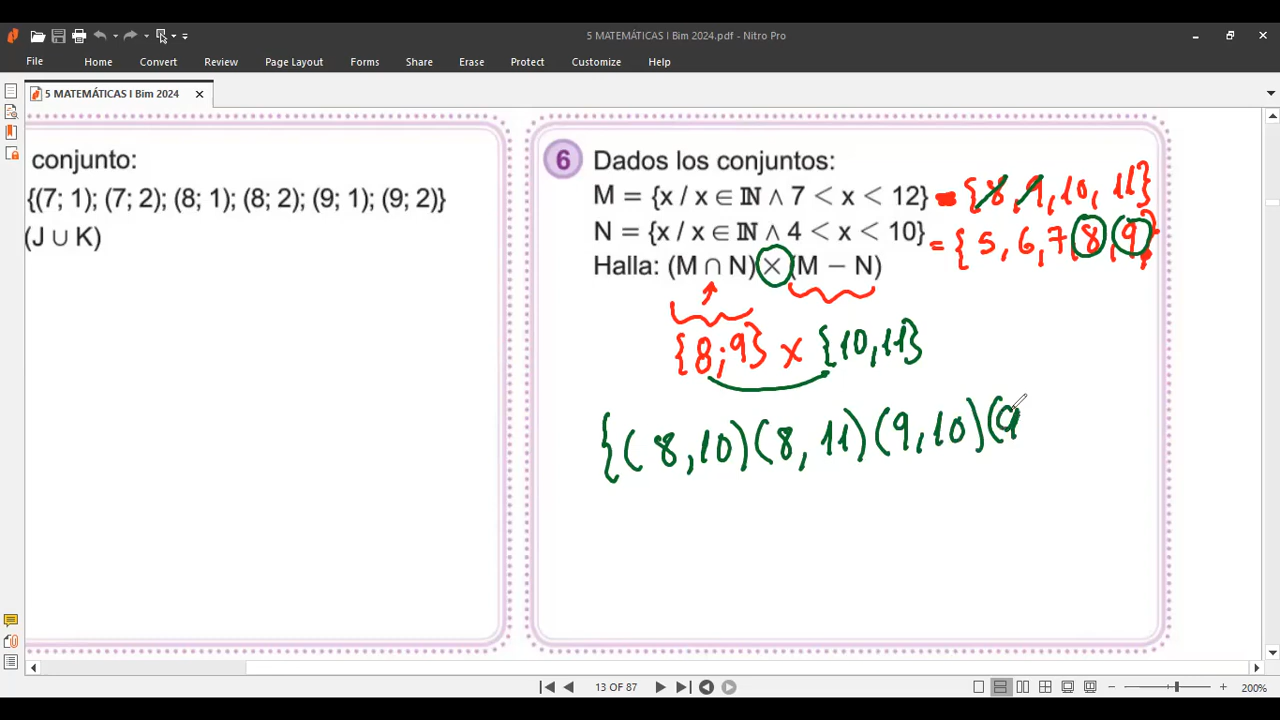 5 MATEMÁTICAS I Bim 2024.pdf - Nitro Pro
File Home Convert Review Page Layout Forms Share Erase Protect Customize Help
5 MATEMÁTICAS I Bim 2024
conjunto:
{(7; 1); (7; 2); (8; 1); (8; 2); (9; 1); (9; 2)}
(J ∪ K)
6 Dados los conjuntos:
M = {x / x ∈ ℕ ∧ 7 < x < 12} = {8, 9, 10, 11}
N = {x / x ∈ ℕ ∧ 4 < x < 10} = {5, 6, 7, 8, 9}
Halla: (M ∩ N) × (M − N)
{8; 9} x {10, 11}
{(8, 10)(8, 11)(9, 10)(9
13 OF 87
200%